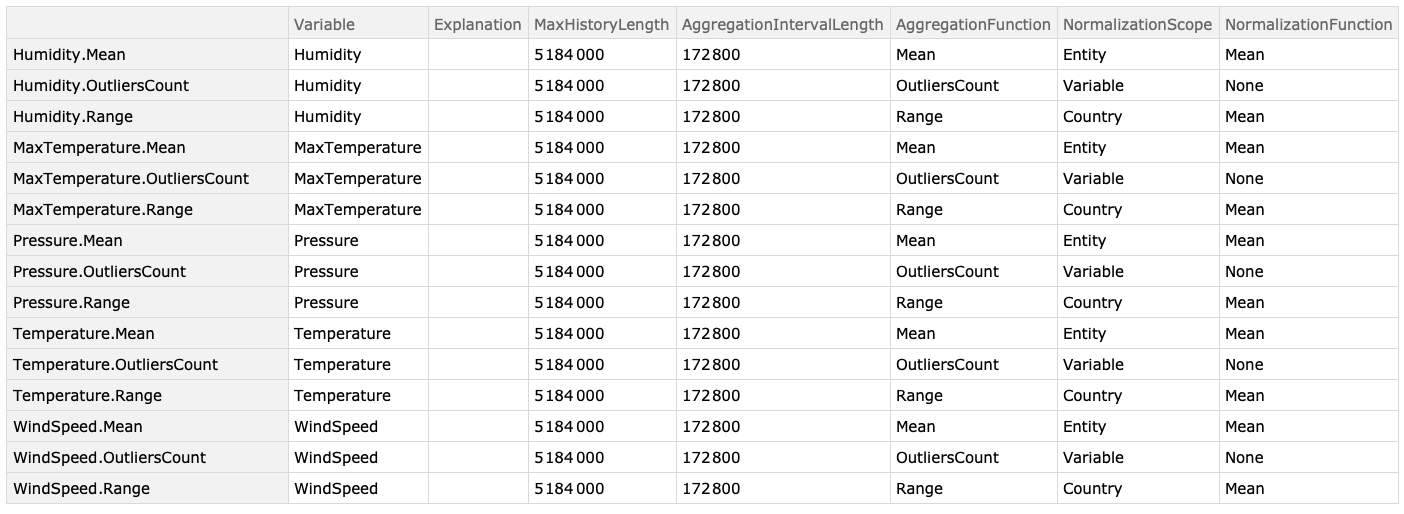 Variable Explanation MaxHistoryLength AggregationIntervalLength AggregationFunction NormalizationScope NormalizationFunction
Humidity.Mean Humidity 5184000 172800 Mean Entity Mean
Humidity.OutliersCount Humidity 5184000 172800 OutliersCount Variable None
Humidity.Range Humidity 5184000 172800 Range Country Mean
MaxTemperature.Mean MaxTemperature 5184000 172800 Mean Entity Mean
MaxTemperature.OutliersCount MaxTemperature 5184000 172800 OutliersCount Variable None
MaxTemperature.Range MaxTemperature 5184000 172800 Range Country Mean
Pressure.Mean Pressure 5184000 172800 Mean Entity Mean
Pressure.OutliersCount Pressure 5184000 172800 OutliersCount Variable None
Pressure.Range Pressure 5184000 172800 Range Country Mean
Temperature.Mean Temperature 5184000 172800 Mean Entity Mean
Temperature.OutliersCount Temperature 5184000 172800 OutliersCount Variable None
Temperature.Range Temperature 5184000 172800 Range Country Mean
WindSpeed.Mean WindSpeed 5184000 172800 Mean Entity Mean
WindSpeed.OutliersCount WindSpeed 5184000 172800 OutliersCount Variable None
WindSpeed.Range WindSpeed 5184000 172800 Range Country Mean